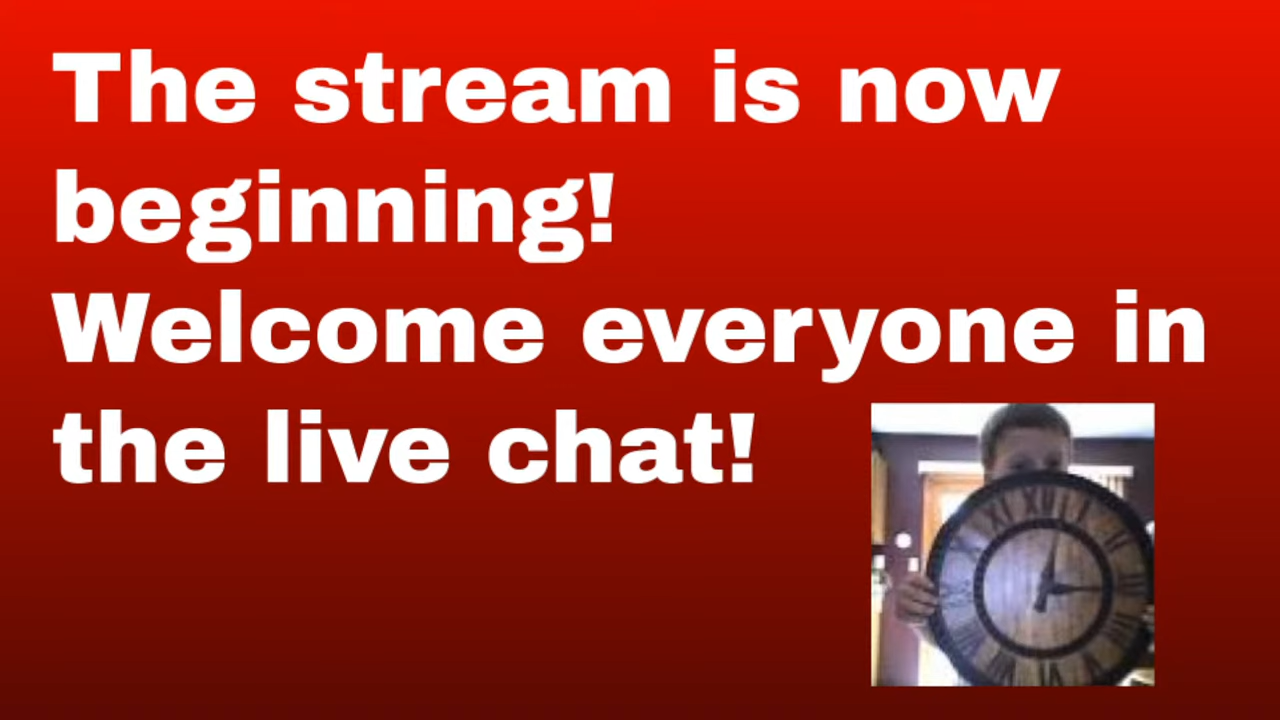 The stream is now
beginning!
Welcome everyone in
the live chat!